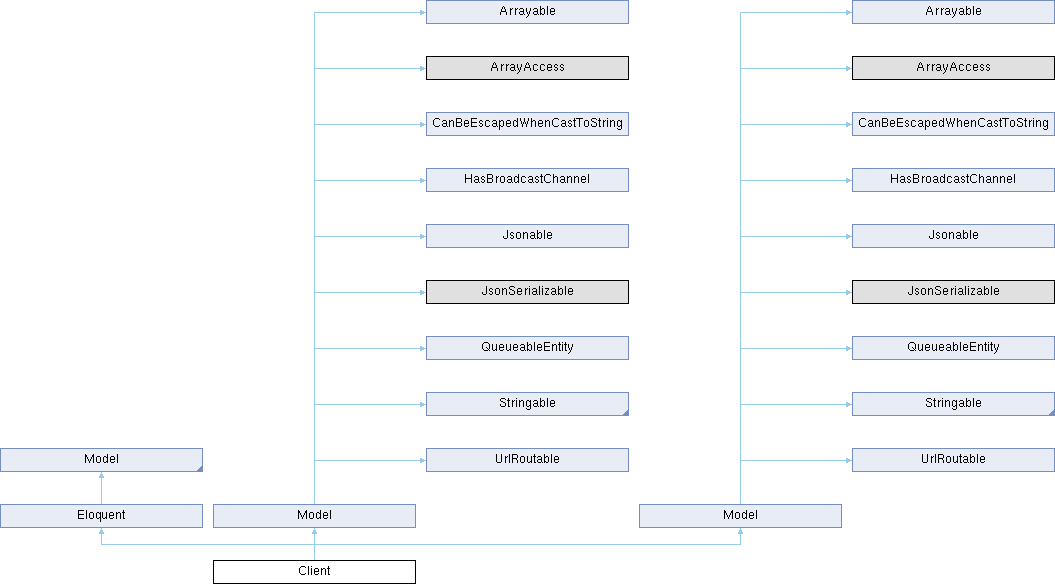 Arrayable
Arrayable
ArrayAccess
ArrayAccess
CanBeEscapedWhenCastToString
CanBeEscapedWhenCastToString
HasBroadcastChannel
HasBroadcastChannel
Jsonable
Jsonable
JsonSerializable
JsonSerializable
QueueableEntity
QueueableEntity
Stringable
Stringable
Model
UrlRoutable
UrlRoutable
Eloquent
Model
Model
Client